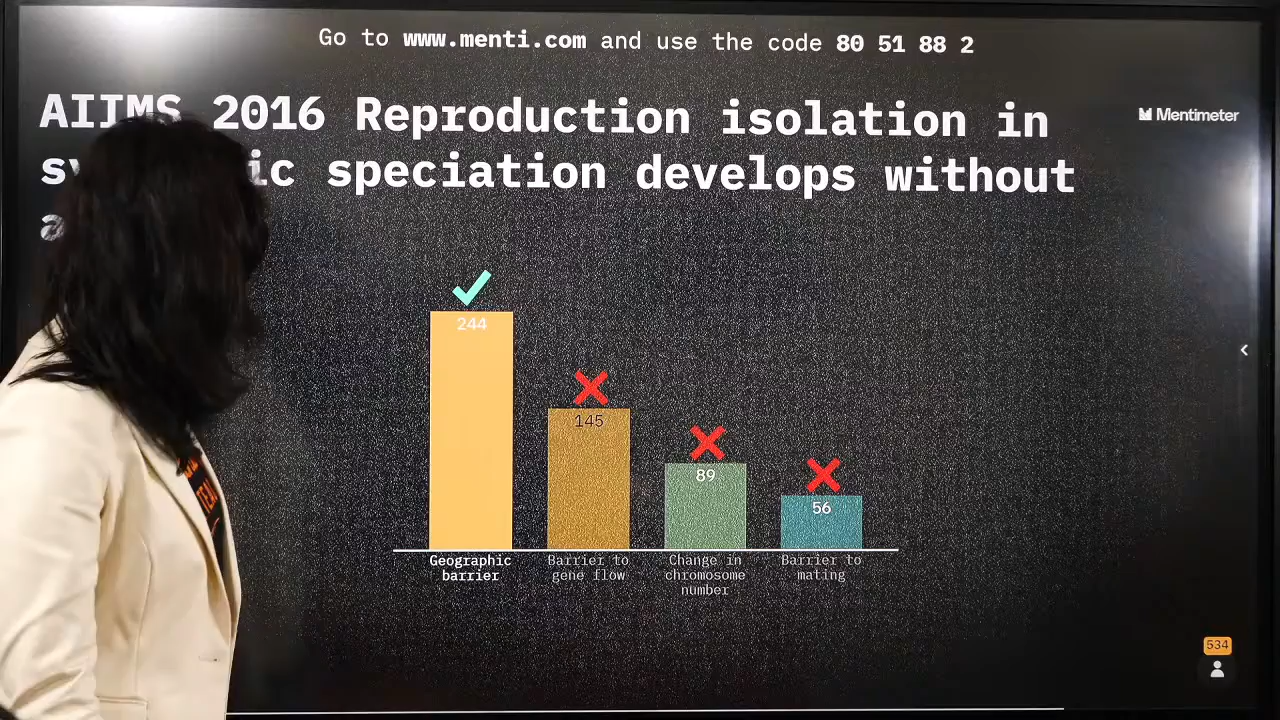 Go to www.menti.com and use the code 80 51 88 2
AIIMS 2016 Reproduction isolation in
speciation develops without
Mentimeter
244
145
89
56
Geographic
barrier
Barrier to
gene flow
Change in
chromosome
number
Barrier to
mating
534